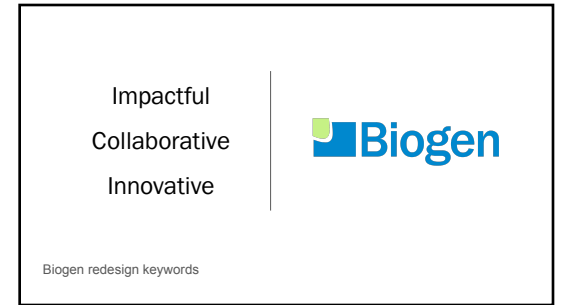 Impactful
Collaborative
Innovative
Biogen
Biogen redesign keywords